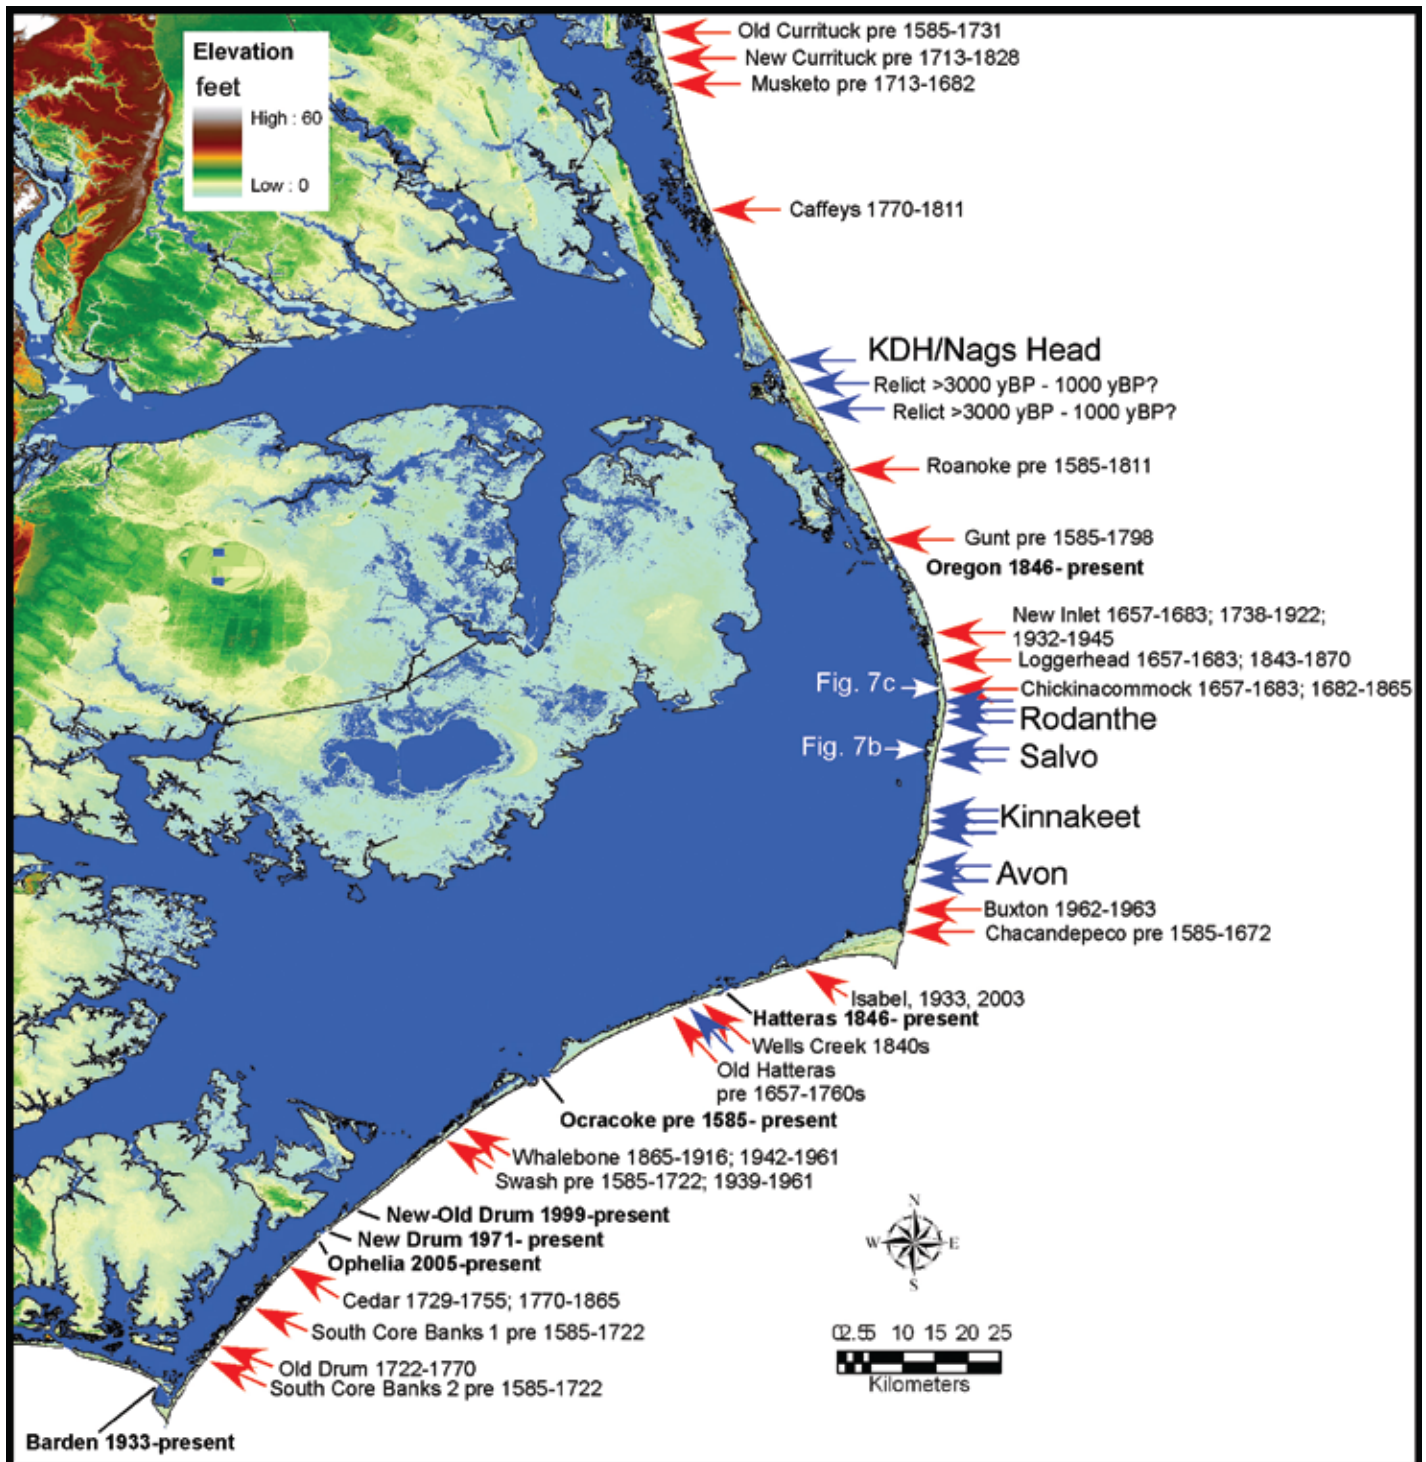 Elevation
feet
High : 60
Low : 0
Old Currituck pre 1585-1731
New Currituck pre 1713-1828
Musketo pre 1713-1682
Caffeys 1770-1811
KDH/Nags Head
Relict >3000 yBP - 1000 yBP?
Relict >3000 yBP - 1000 yBP?
Roanoke pre 1585-1811
Gunt pre 1585-1798
Oregon 1846- present
New Inlet 1657-1683; 1738-1922;
1932-1945
Loggerhead 1657-1683; 1843-1870
Fig. 7c
Chickinacommock 1657-1683; 1682-1865
Rodanthe
Fig. 7b
Salvo
Kinnakeet
Avon
Buxton 1962-1963
Chacandepeco pre 1585-1672
Isabel, 1933, 2003
Hatteras 1846- present
Wells Creek 1840s
Old Hatteras
pre 1657-1760s
Ocracoke pre 1585- present
Whalebone 1865-1916; 1942-1961
Swash pre 1585-1722; 1939-1961
New-Old Drum 1999-present
New Drum 1971- present
Ophelia 2005-present
Cedar 1729-1755; 1770-1865
South Core Banks 1 pre 1585-1722
Old Drum 1722-1770
South Core Banks 2 pre 1585-1722
Barden 1933-present
N
W E
S
0 2.5 5 10 15 20 25
Kilometers